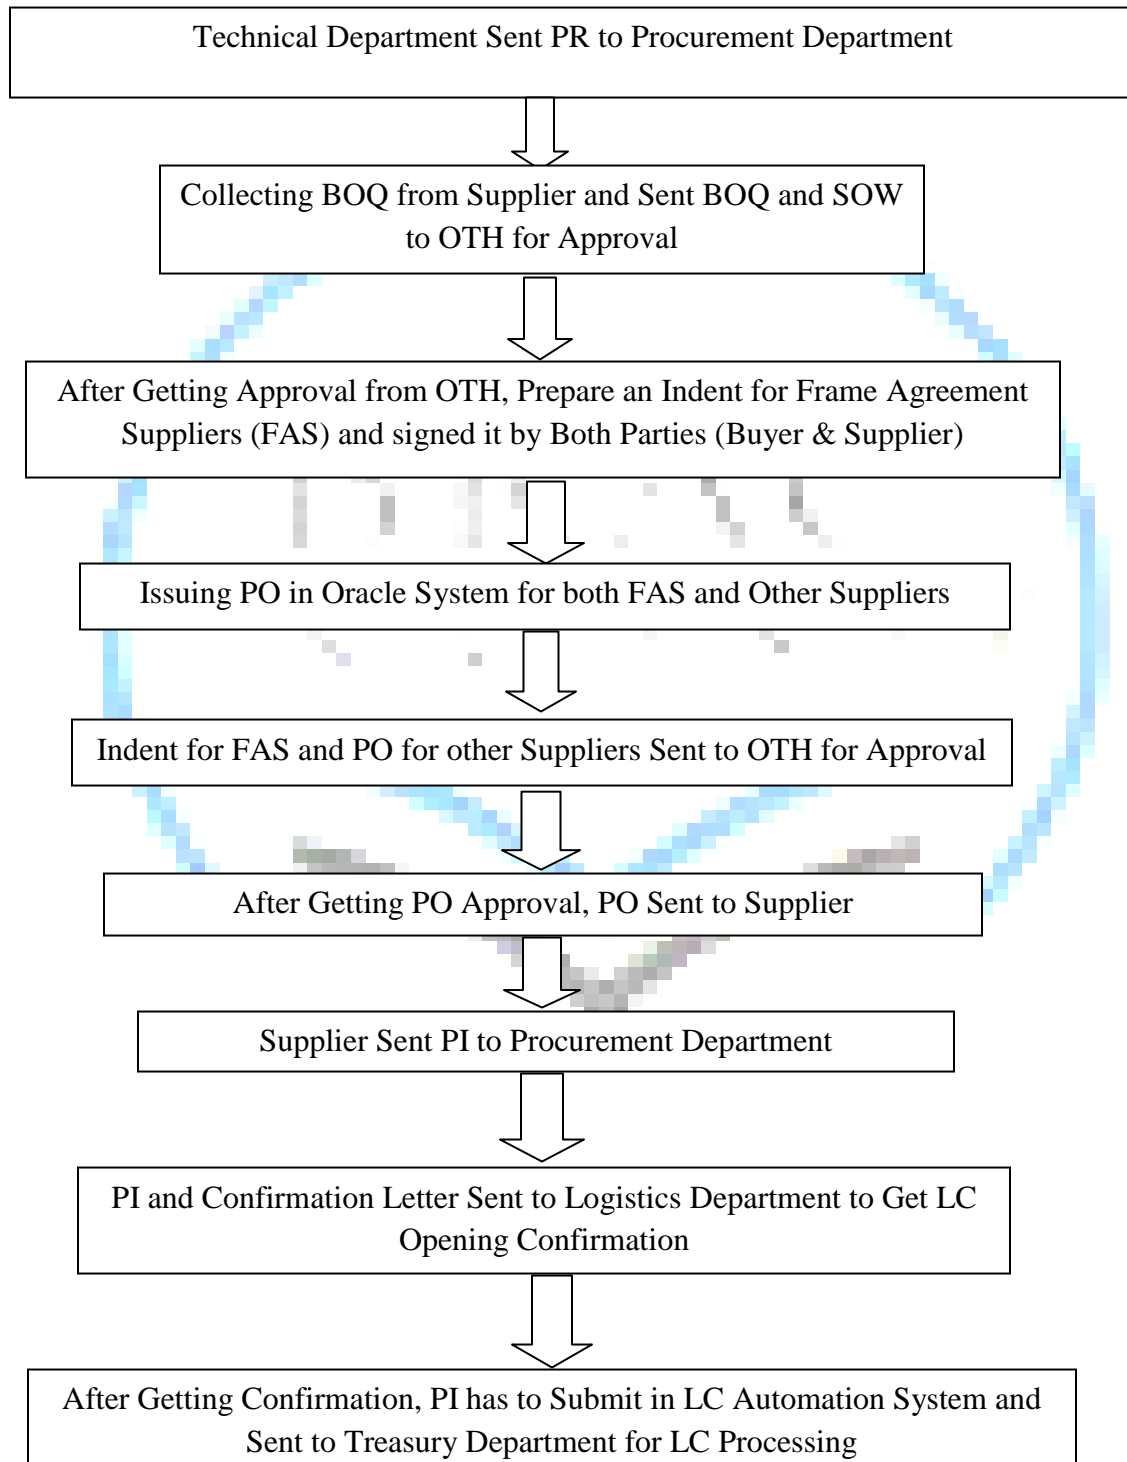 Technical Department Sent PR to Procurement Department
Collecting BOQ from Supplier and Sent BOQ and SOW
to OTH for Approval
After Getting Approval from OTH, Prepare an Indent for Frame Agreement
Suppliers (FAS) and signed it by Both Parties (Buyer & Supplier)
Issuing PO in Oracle System for both FAS and Other Suppliers
Indent for FAS and PO for other Suppliers Sent to OTH for Approval
After Getting PO Approval, PO Sent to Supplier
Supplier Sent PI to Procurement Department
PI and Confirmation Letter Sent to Logistics Department to Get LC
Opening Confirmation
After Getting Confirmation, PI has to Submit in LC Automation System and
Sent to Treasury Department for LC Processing